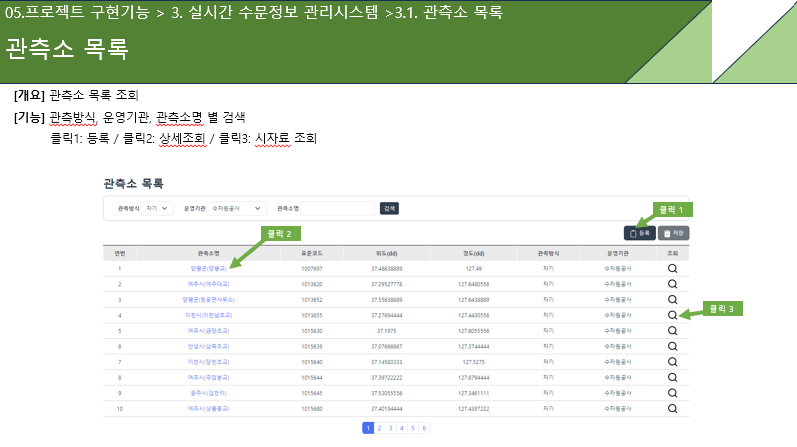 05.프로젝트 구현기능 > 3. 실시간 수문정보 관리시스템 >3.1. 관측소 목록
관측소 목록
[개요] 관측소 목록 조회
[기능] 관측방식, 운영기관, 관측소명 별 검색
클릭1: 등록 / 클릭2: 상세조회 / 클릭3: 시자료 조회
관측소 목록
관측방식 자기 운영기관 수자원공사 관측소명 검색
클릭 1
등록 저장
클릭 2
연번 관측소명 표준코드 위도(dd) 경도(dd) 관측방식 운영기관 조회
1 양평군(양평교) 1007697 37.48638889 127.49 자기 수자원공사
2 여주시(여주대교) 1013620 37.29527778 127.6480556 자기 수자원공사
3 양평군(청운면사무소) 1013652 37.55638889 127.6438889 자기 수자원공사
4 이천시(이천남초교) 1013655 37.27694444 127.4430556 자기 수자원공사
클릭 3
5 여주시(금당초교) 1015630 37.1975 127.6055556 자기 수자원공사
6 안성시(삼죽초교) 1015639 37.07666667 127.3744444 자기 수자원공사
7 이천시(장천초교) 1015640 37.14583333 127.5275 자기 수자원공사
8 여주시(주암분교) 1015644 37.39722222 127.6794444 자기 수자원공사
9 광주시(검천리) 1015645 37.53055556 127.3461111 자기 수자원공사
10 여주시(상품중교) 1015680 37.40194444 127.4397222 자기 수자원공사
1 2 3 4 5 6